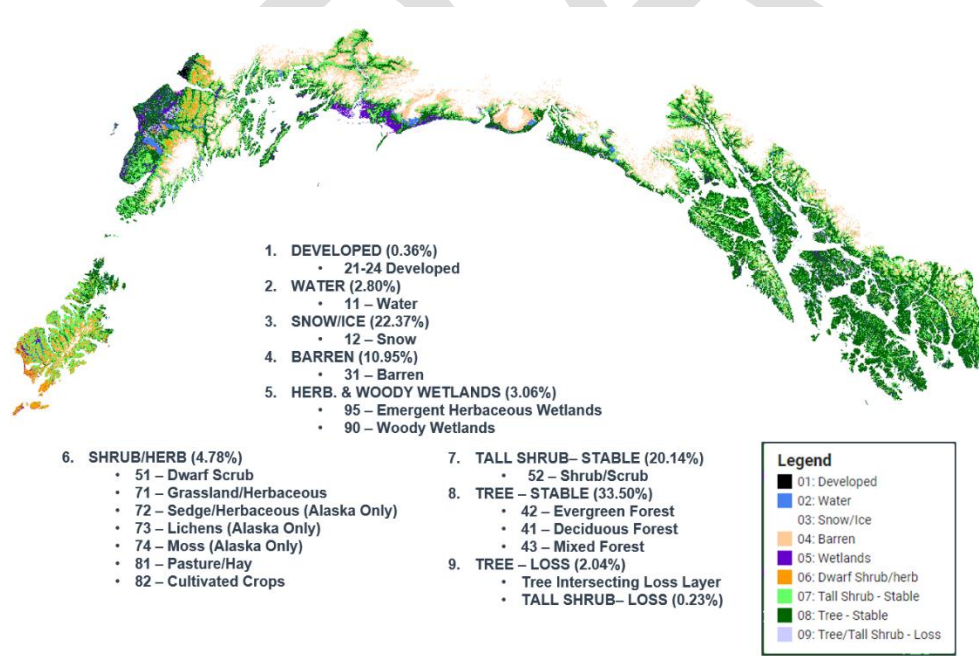 1. DEVELOPED (0.36%)
• 21-24 Developed
2. WATER (2.80%)
• 11 – Water
3. SNOW/ICE (22.37%)
• 12 – Snow
4. BARREN (10.95%)
• 31 – Barren
5. HERB. & WOODY WETLANDS (3.06%)
• 95 – Emergent Herbaceous Wetlands
• 90 – Woody Wetlands
6. SHRUB/HERB (4.78%)
• 51 – Dwarf Scrub
• 71 – Grassland/Herbaceous
• 72 – Sedge/Herbaceous (Alaska Only)
• 73 – Lichens (Alaska Only)
• 74 – Moss (Alaska Only)
• 81 – Pasture/Hay
• 82 – Cultivated Crops
7. TALL SHRUB– STABLE (20.14%)
• 52 – Shrub/Scrub
8. TREE – STABLE (33.50%)
• 42 – Evergreen Forest
• 41 – Deciduous Forest
• 43 – Mixed Forest
9. TREE – LOSS (2.04%)
• Tree Intersecting Loss Layer
• TALL SHRUB– LOSS (0.23%)
Legend
01: Developed
02: Water
03: Snow/Ice
04: Barren
05: Wetlands
06: Dwarf Shrub/herb
07: Tall Shrub - Stable
08: Tree - Stable
09: Tree/Tall Shrub - Loss